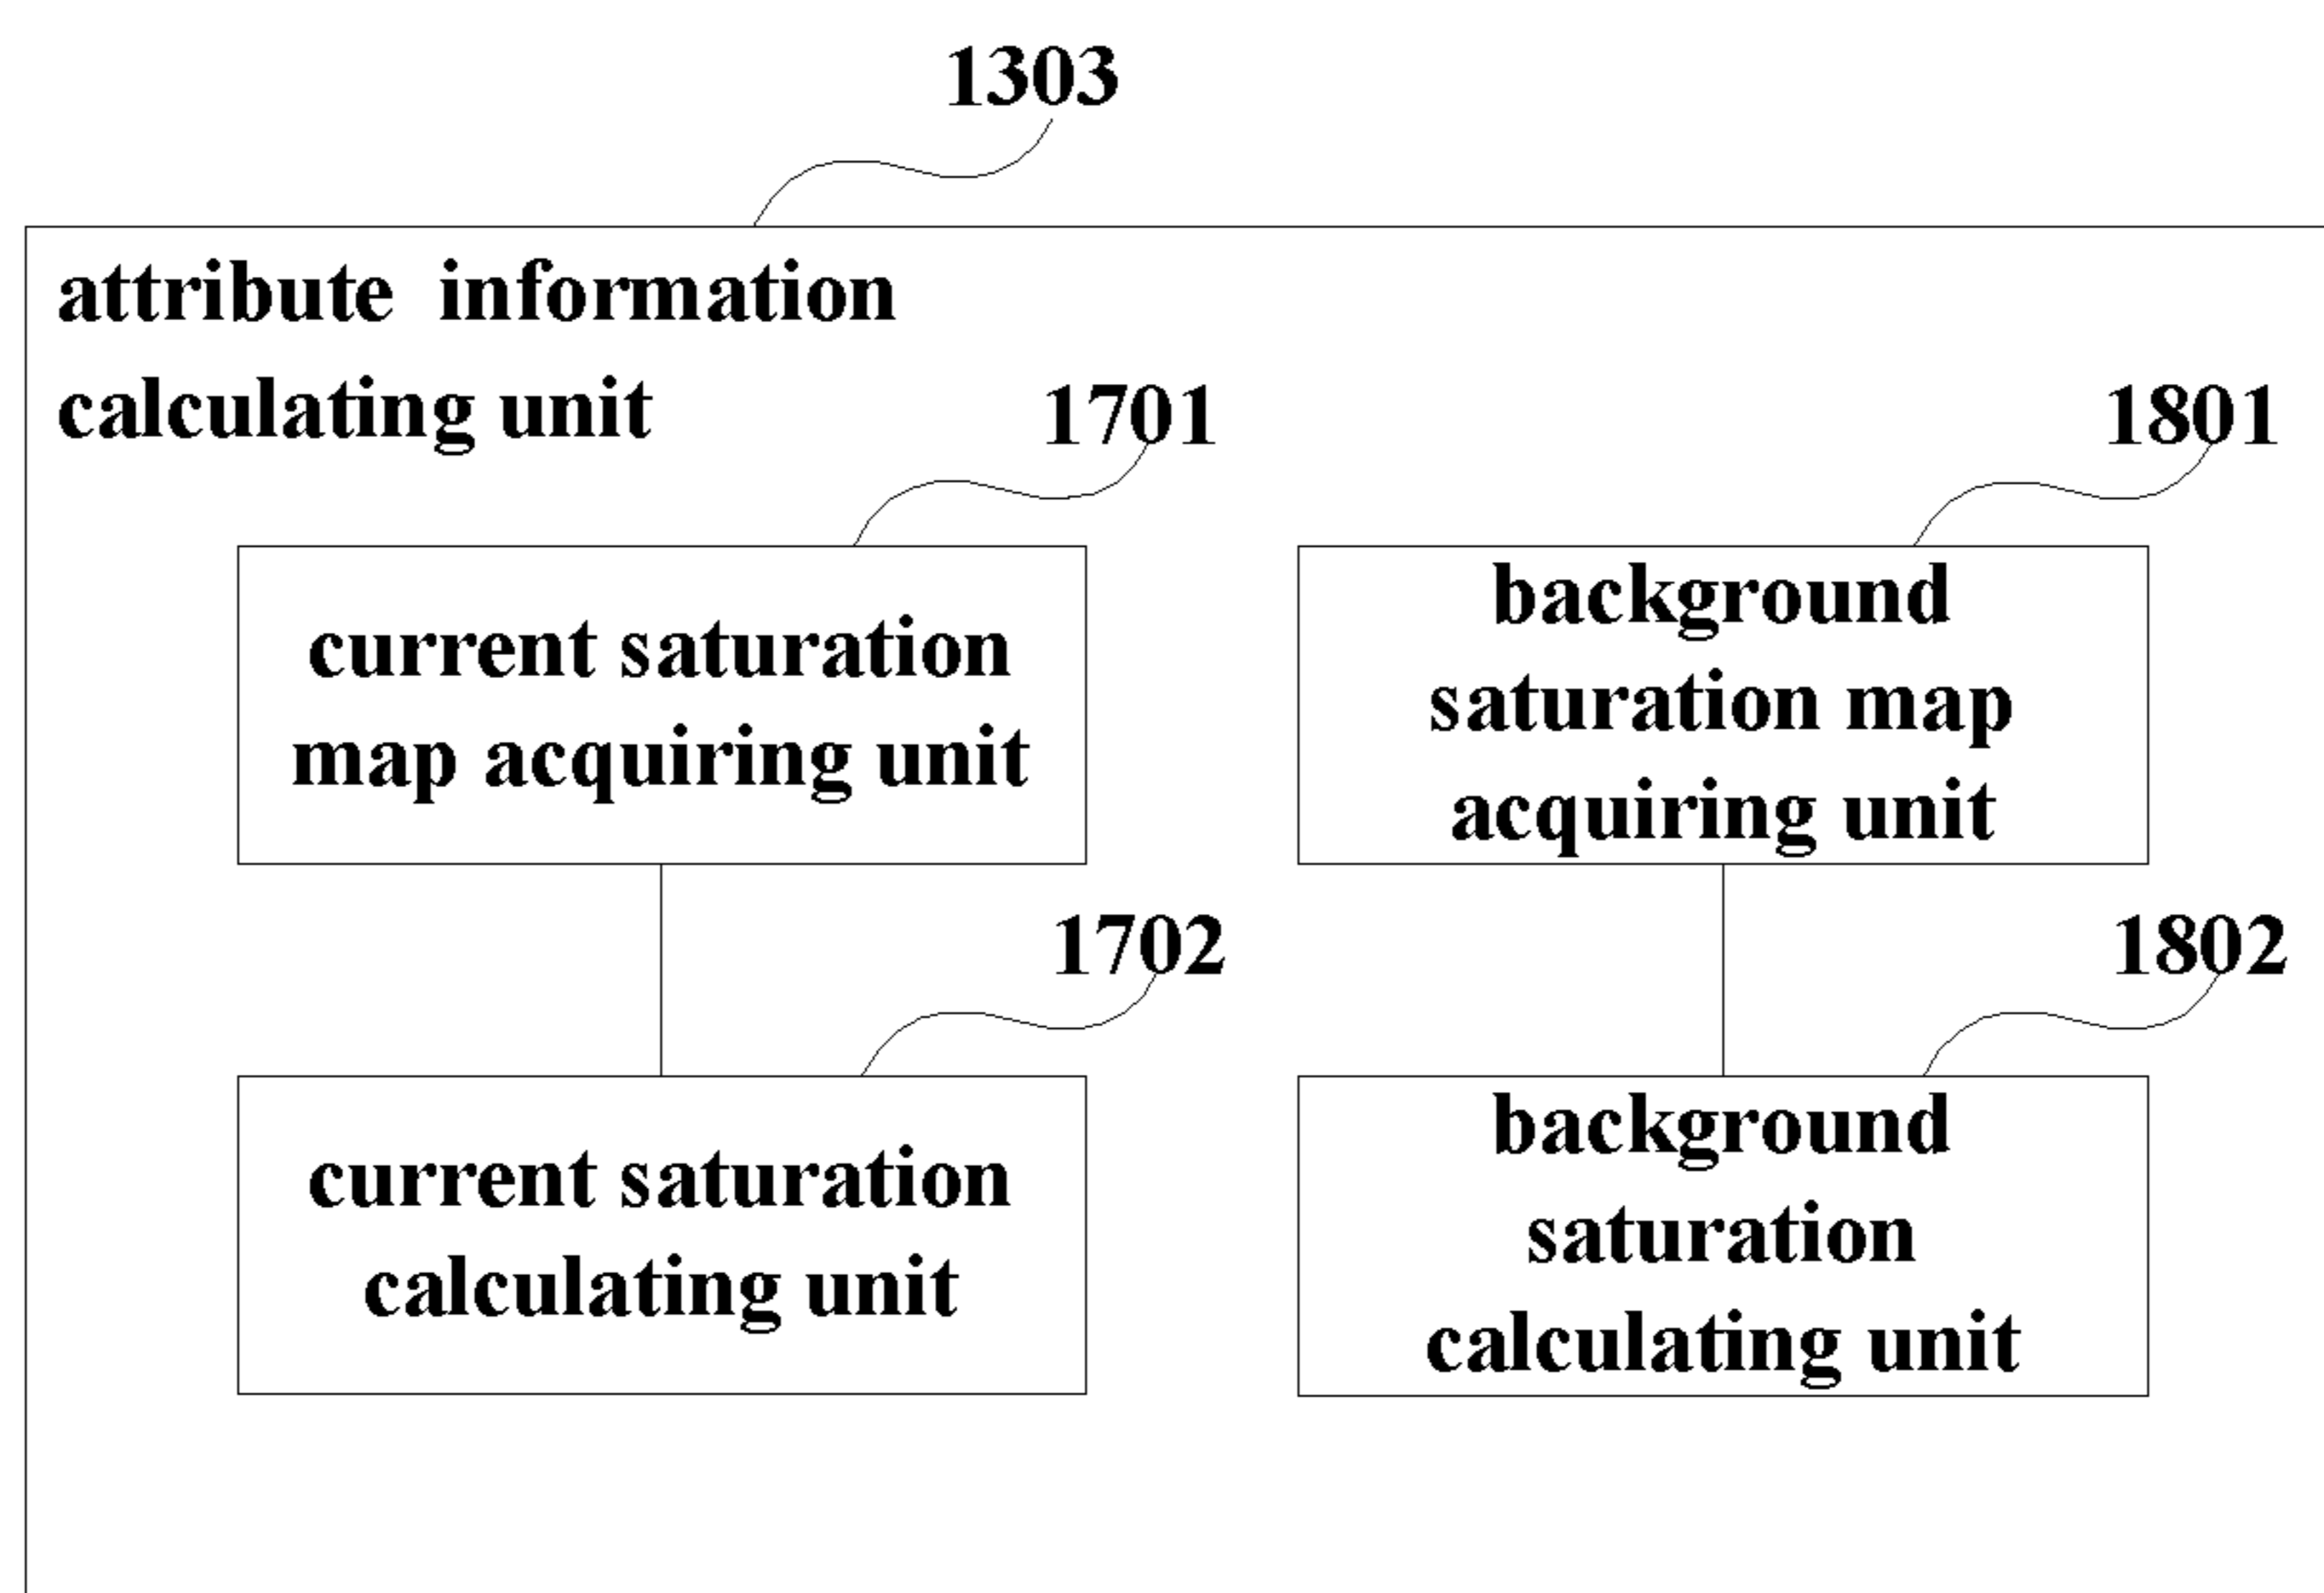 1303
attribute information
calculating unit
1701
1801
current saturation
map acquiring unit
background
saturation map
acquiring unit
1702
1802
current saturation
calculating unit
background
saturation
calculating unit